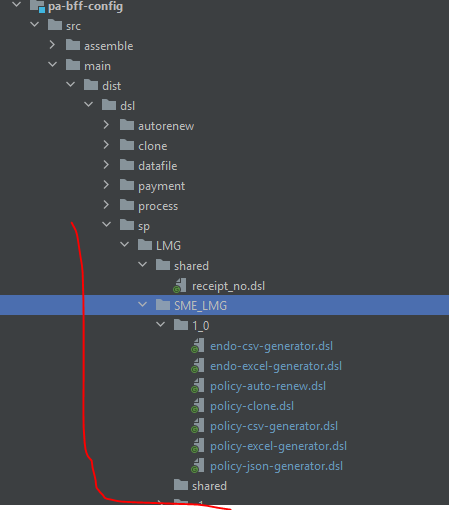 pa-bff-config
src
assemble
main
dist
dsl
autorenew
clone
datafile
payment
process
sp
LMG
shared
receipt_no.dsl
SME_LMG
1_0
endo-csv-generator.dsl
endo-excel-generator.dsl
policy-auto-renew.dsl
policy-clone.dsl
policy-csv-generator.dsl
policy-excel-generator.dsl
policy-json-generator.dsl
shared